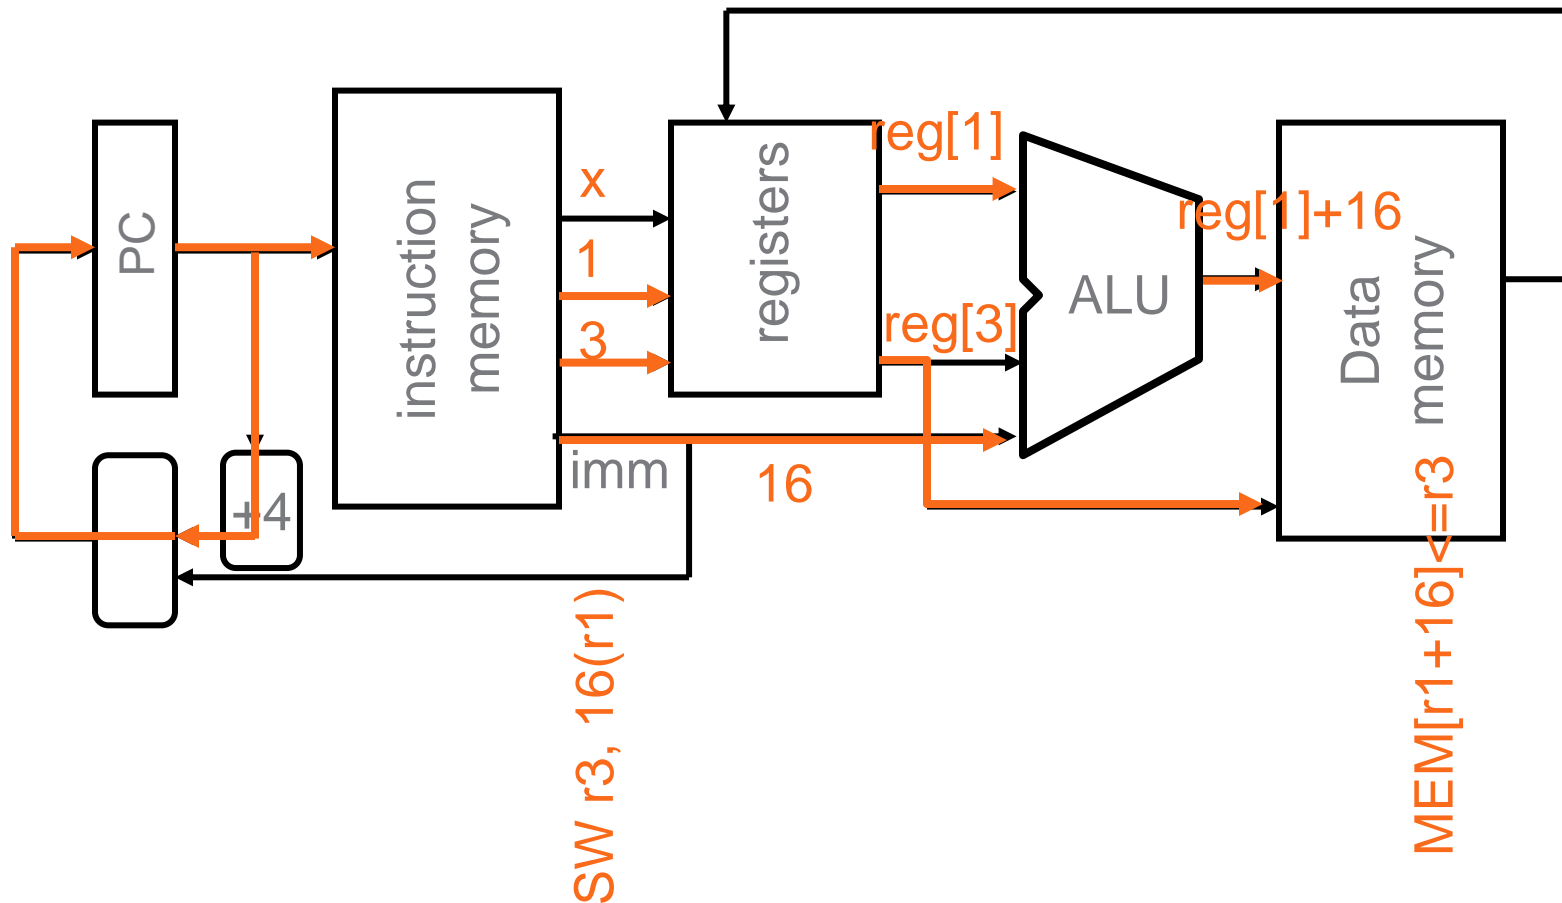 PC
+4
instruction
memory
x
1
3
imm
16
registers
reg[1]
reg[3]
ALU
reg[1]+16
Data
memory
SW r3, 16(r1)
MEM[r1+16]<=r3